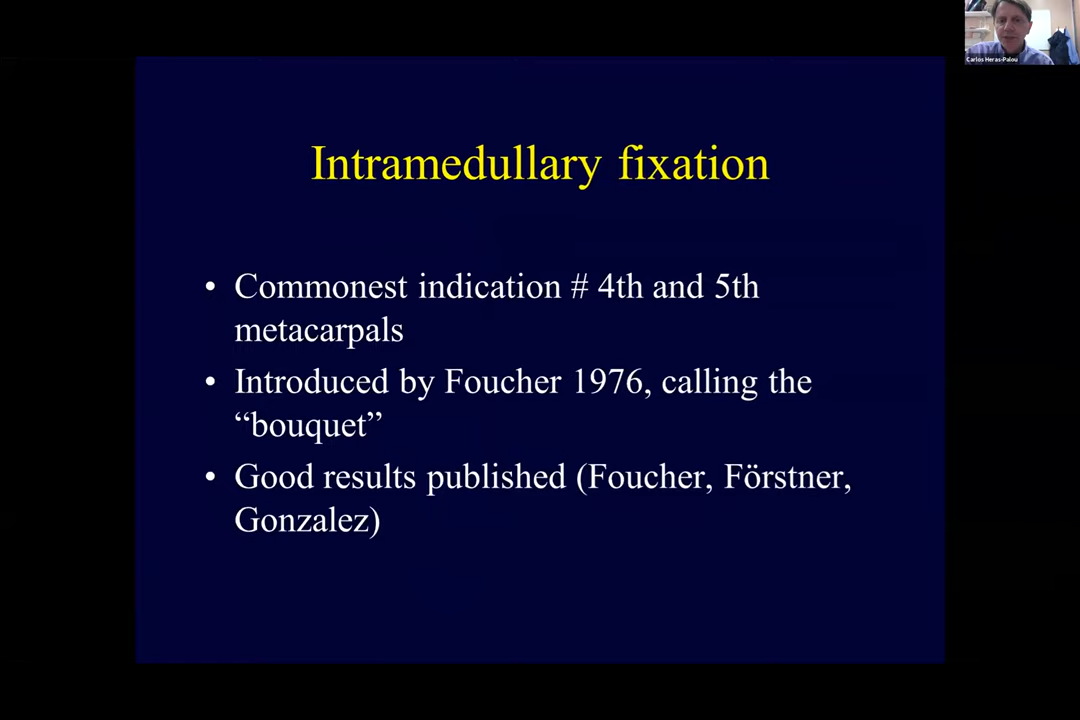 Carlos Heras-Palou
Intramedullary fixation
• Commonest indication # 4th and 5th
metacarpals
• Introduced by Foucher 1976, calling the
“bouquet”
• Good results published (Foucher, Förstner,
Gonzalez)